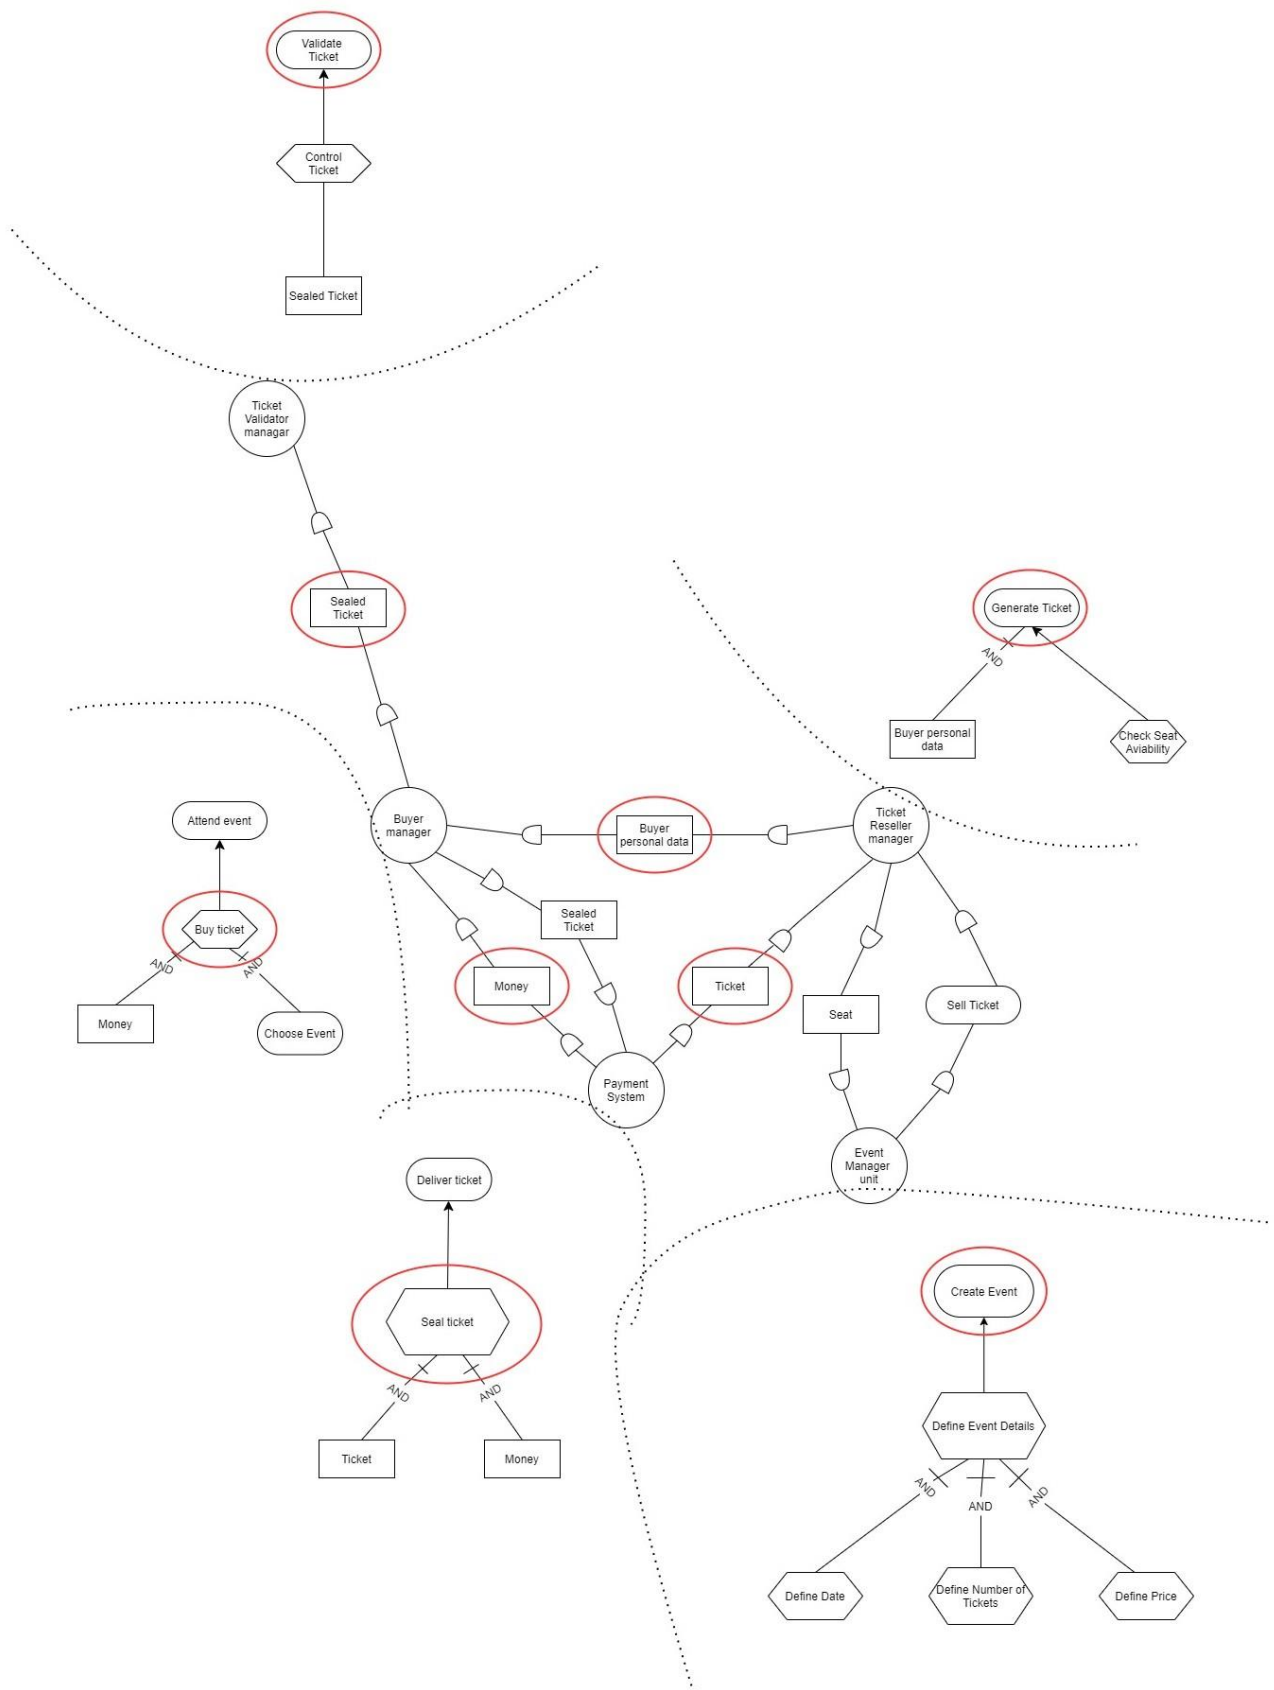 Validate
Ticket
Control
Ticket
Sealed Ticket
Ticket
Validator
managar
Sealed
Ticket
Generate Ticket
AND
Buyer personal
data
Check Seat
Aviability
Buyer
manager
Buyer
personal data
Ticket
Reseller
manager
Attend event
Buy ticket
AND
AND
Money
Choose Event
Sealed
Ticket
Money
Ticket
Seat
Sell Ticket
Payment
System
Event
Manager
unit
Deliver ticket
Seal ticket
AND
AND
Ticket
Money
Create Event
Define Event Details
AND
AND
AND
Define Date
Define Number of
Tickets
Define Price